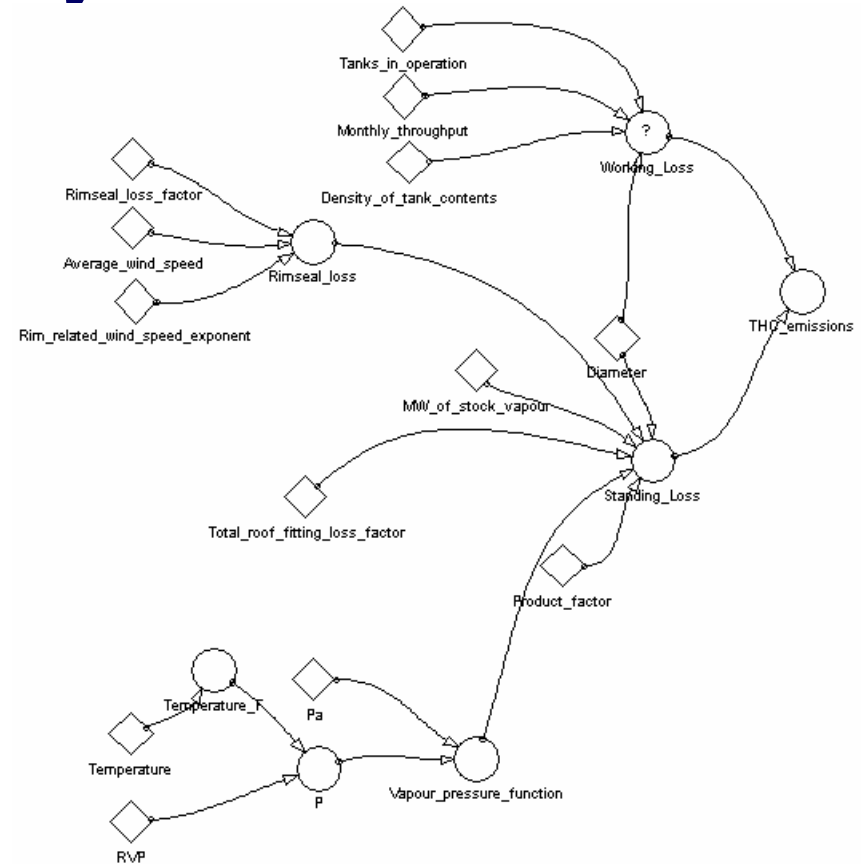 Tanks_in_operation
Monthly_throughput
?
Working_Loss
Rimseal_loss_factor
Density_of_tank_contents
Average_wind_speed
Rimseal_loss
Rim_related_wind_speed_exponent
THC_emissions
Diameter
MW_of_stock_vapour
Standing_Loss
Total_roof_fitting_loss_factor
Product_factor
Temperature_F
Pa
Temperature
Vapour_pressure_function
P
RVP